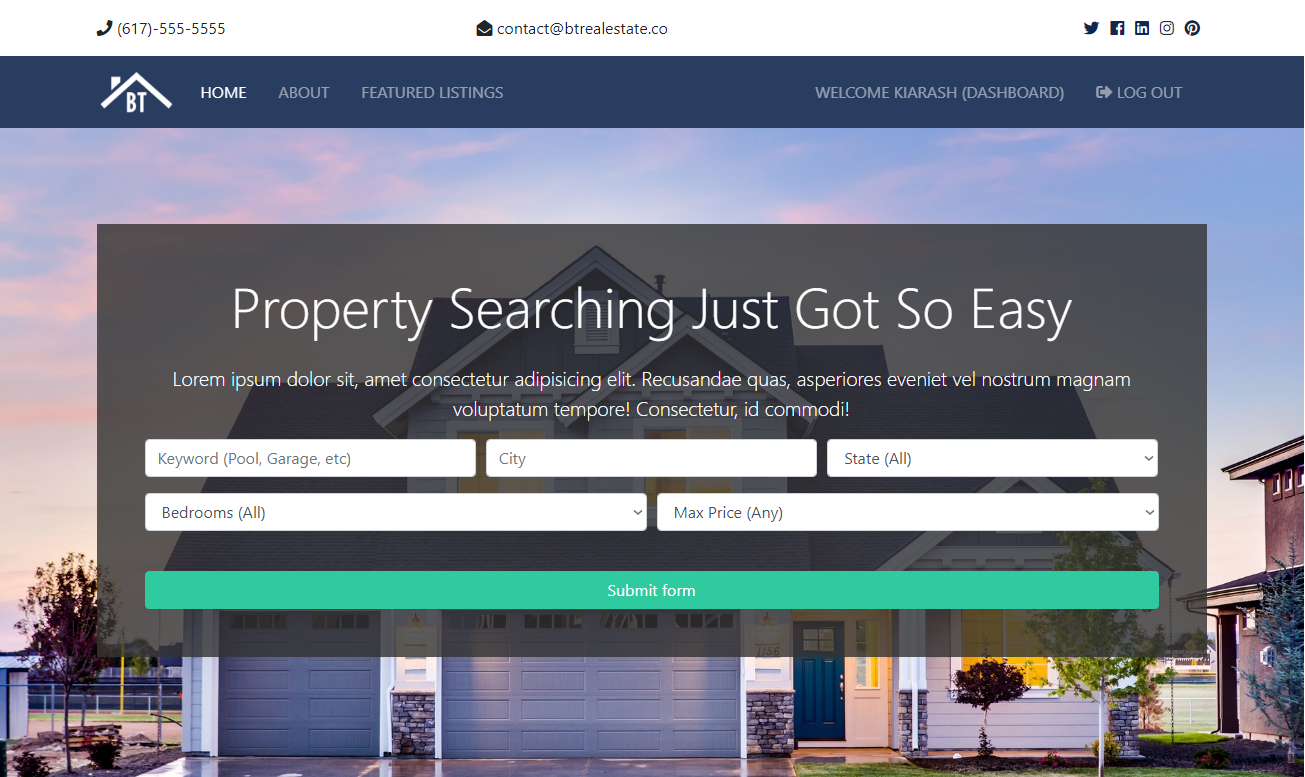 (617)-555-5555
contact@btrealestate.co
BT
HOME
ABOUT
FEATURED LISTINGS
WELCOME KIARASH (DASHBOARD)
LOG OUT
Property Searching Just Got So Easy
Lorem ipsum dolor sit, amet consectetur adipisicing elit. Recusandae quas, asperiores eveniet vel nostrum magnam
voluptatum tempore! Consectetur, id commodi!
Keyword (Pool, Garage, etc)
City
State (All)
Bedrooms (All)
Max Price (Any)
Submit form
1156